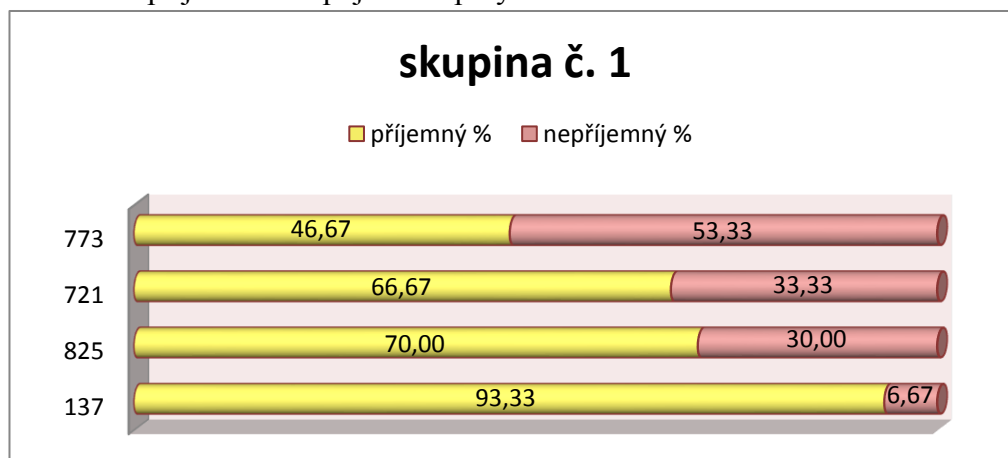 skupina č. 1
příjemný % nepříjemný %
773 46,67 53,33
721 66,67 33,33
825 70,00 30,00
137 93,33 6,67